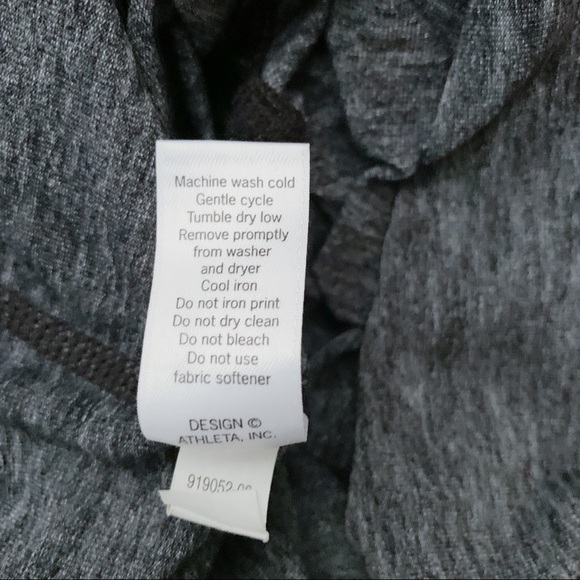 Machine wash cold
Gentle cycle
Tumble dry low
Remove promptly
from washer
and dryer
Cool iron
Do not iron print
Do not dry clean
Do not bleach
Do not use
fabric softener
DESIGN ©
ATHLETA, INC.
919052